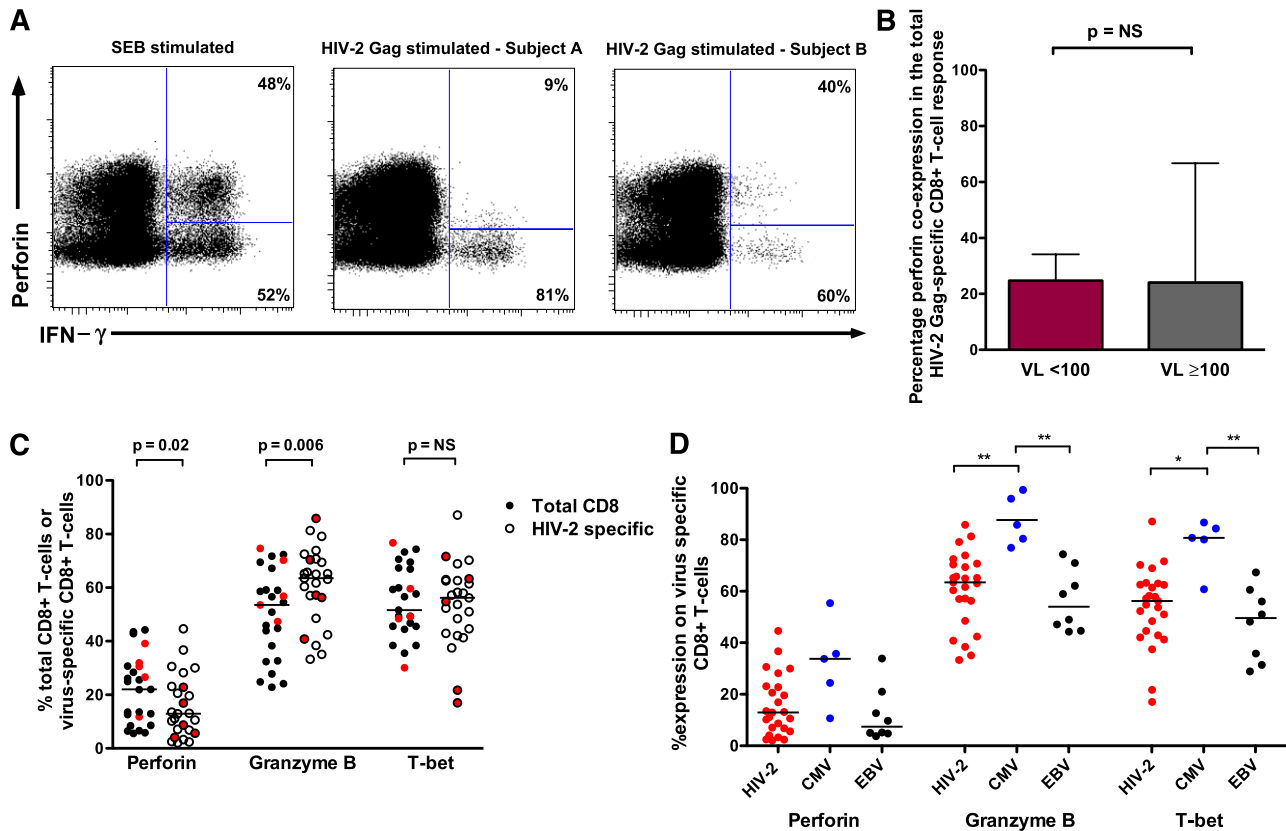 A
SEB stimulated
HIV-2 Gag stimulated - Subject A
HIV-2 Gag stimulated - Subject B
48%
52%
9%
81%
40%
60%
Perforin
IFN-γ
B
p = NS
Percentage perforin co-expression in the total
HIV-2 Gag-specific CD8+ T-cell response
100
80
60
40
20
0
VL <100
VL ≥100
C
p = 0.02
p = 0.006
p = NS
% total CD8+ T-cells or
virus-specific CD8+ T-cells
100
80
60
40
20
0
Perforin
Granzyme B
T-bet
Total CD8
HIV-2 specific
D
**
**
*
**
%expression on virus specific
CD8+ T-cells
100
80
60
40
20
0
HIV-2
CMV
EBV
HIV-2
CMV
EBV
HIV-2
CMV
EBV
Perforin
Granzyme B
T-bet